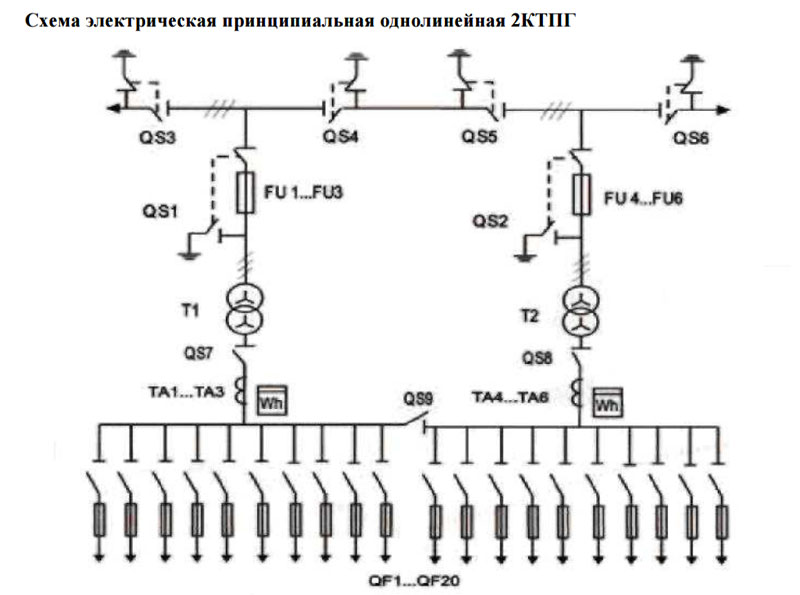 Схема электрическая принципиальная однолинейная 2КТПГ
QS3
QS4
QS5
QS6
FU 1...FU3
FU 4...FU6
QS1
QS2
T1
T2
QS7
QS8
TA1...TA3
Wh
QS9
TA4...TA6
Wh
QF1...QF20